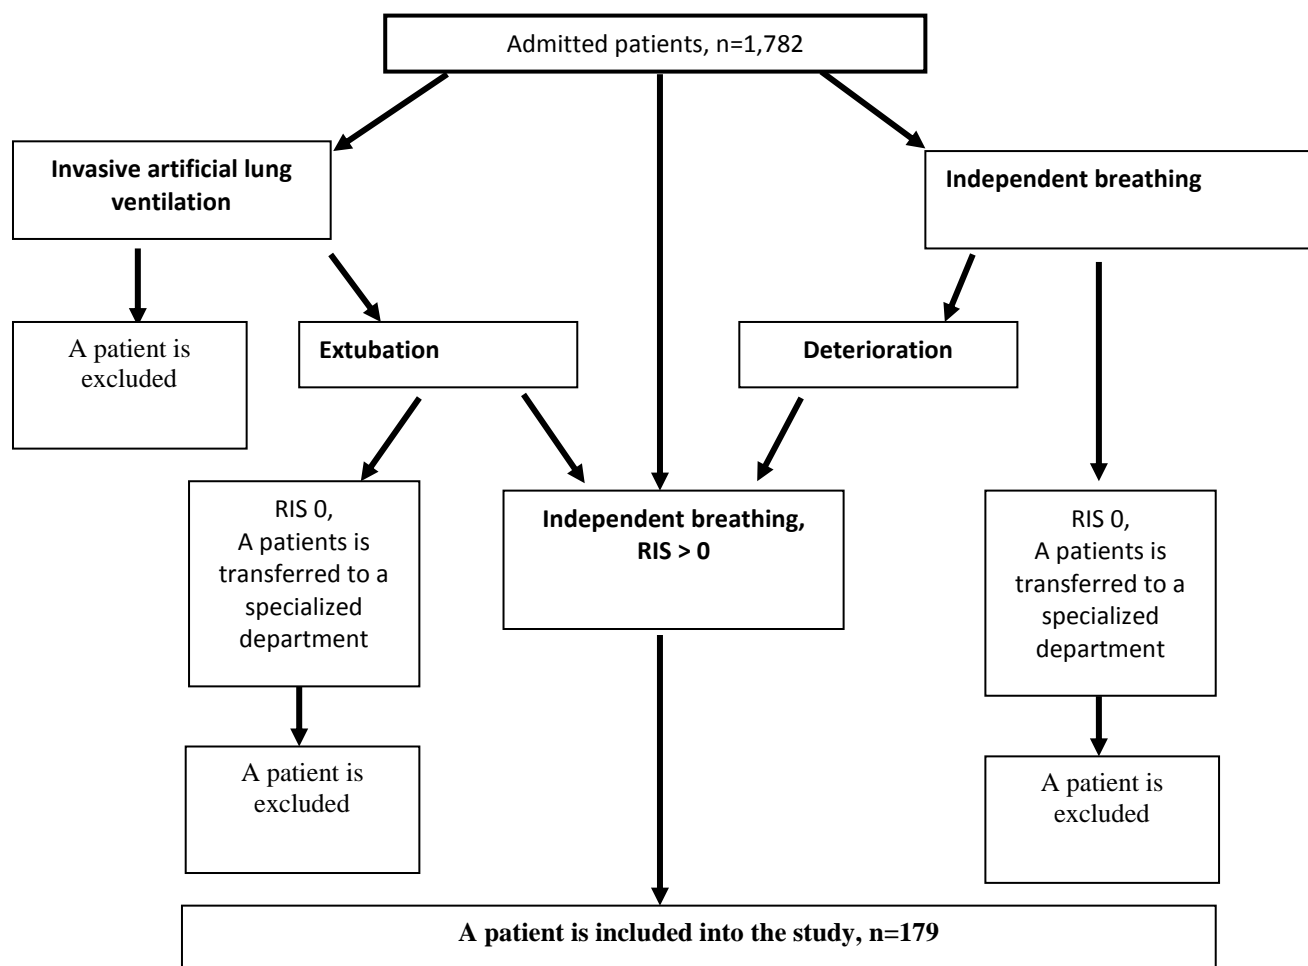 Admitted patients, n=1,782
Invasive artificial lung
ventilation
Independent breathing
A patient is
excluded
Extubation
Deterioration
RIS 0,
A patients is
transferred to a
specialized
department
Independent breathing,
RIS > 0
RIS 0,
A patients is
transferred to a
specialized
department
A patient is
excluded
A patient is
excluded
A patient is included into the study, n=179